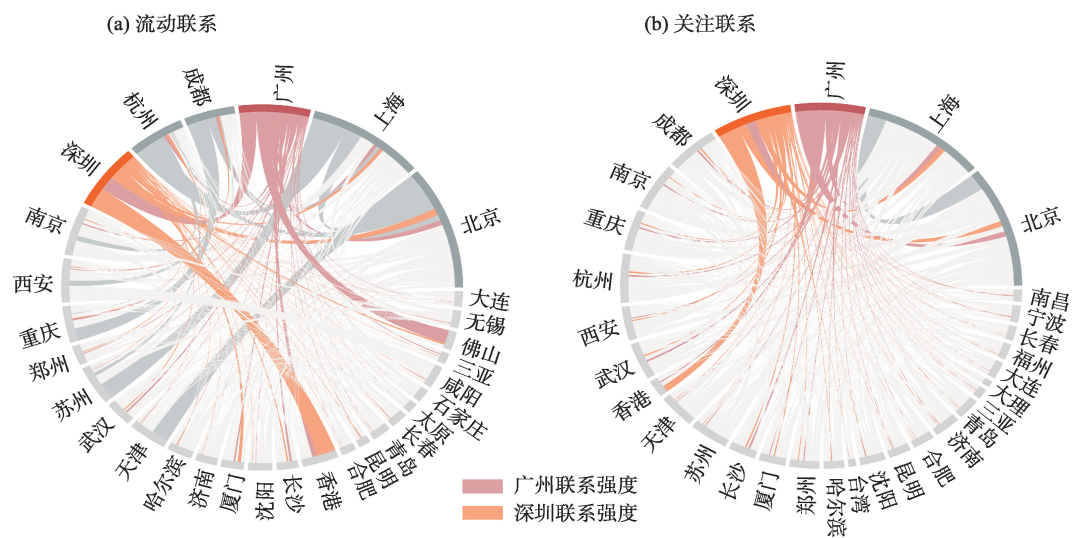 (a) 流动联系
广州
上海
北京
大连
无锡
佛山
三亚
咸阳
石家庄
太原
长春
青岛
昆明
合肥
香港
长沙
沈阳
厦门
济南
哈尔滨
天津
武汉
苏州
郑州
重庆
西安
南京
深圳
杭州
成都
(b) 关注联系
广州
上海
北京
南昌
宁波
长春
福州
大连
大理
三亚
青岛
济南
合肥
昆明
沈阳
台湾
哈尔滨
郑州
厦门
长沙
苏州
天津
香港
武汉
西安
杭州
重庆
南京
成都
深圳
广州联系强度
深圳联系强度